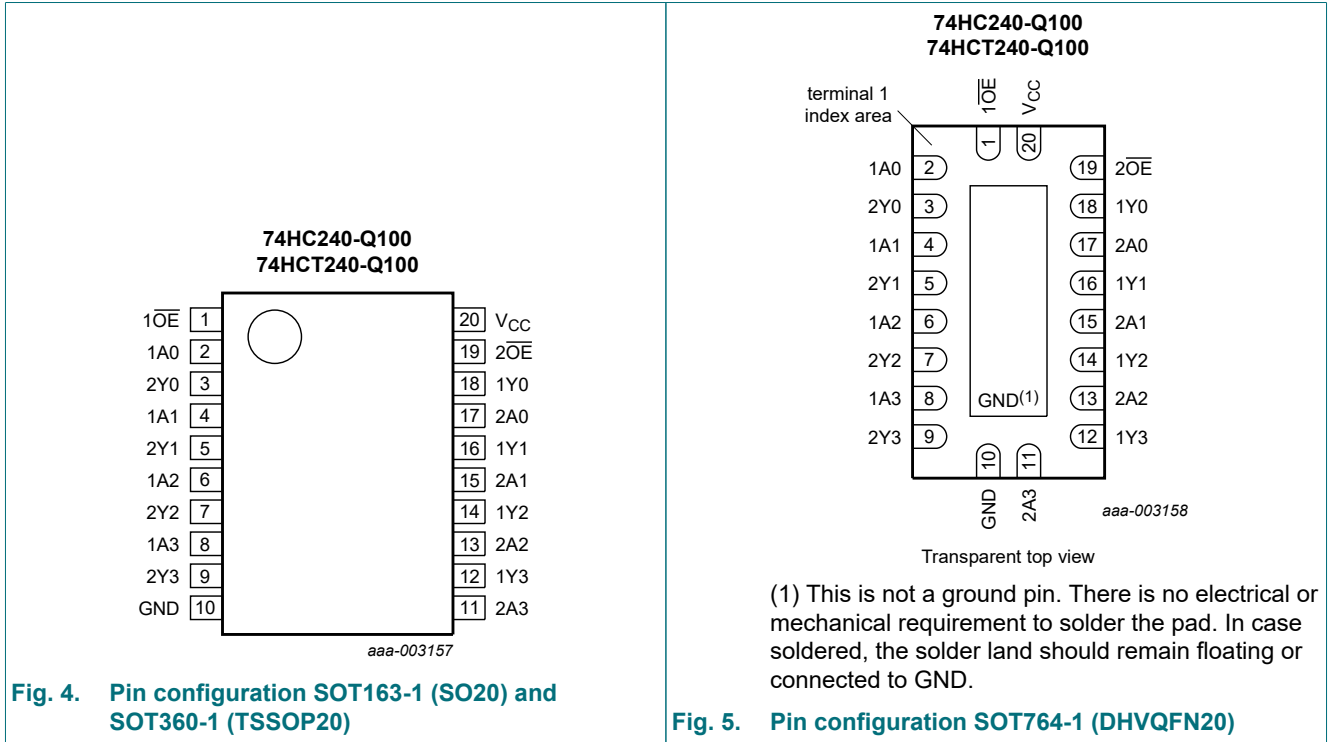 74HC240-Q100
74HCT240-Q100
1O̅E̅ 1 20 VCC
1A0 2 19 2O̅E̅
2Y0 3 18 1Y0
1A1 4 17 2A0
2Y1 5 16 1Y1
1A2 6 15 2A1
2Y2 7 14 1Y2
1A3 8 13 2A2
2Y3 9 12 1Y3
GND 10 11 2A3
aaa-003157
Fig. 4. Pin configuration SOT163-1 (SO20) and
SOT360-1 (TSSOP20)
74HC240-Q100
74HCT240-Q100
terminal 1
index area
1O̅E̅ VCC
1 20
1A0 2 19 2O̅E̅
2Y0 3 18 1Y0
1A1 4 17 2A0
2Y1 5 16 1Y1
1A2 6 15 2A1
2Y2 7 14 1Y2
1A3 8 GND(1) 13 2A2
2Y3 9 12 1Y3
10 11
GND 2A3
aaa-003158
Transparent top view
(1) This is not a ground pin. There is no electrical or
mechanical requirement to solder the pad. In case
soldered, the solder land should remain floating or
connected to GND.
Fig. 5. Pin configuration SOT764-1 (DHVQFN20)